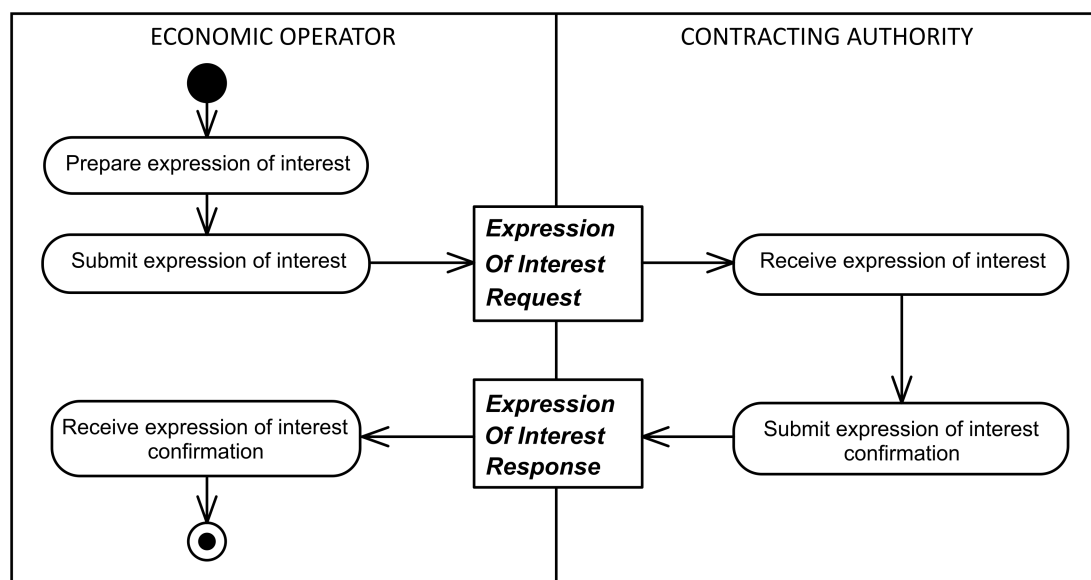 ECONOMIC OPERATOR
CONTRACTING AUTHORITY
Prepare expression of interest
Submit expression of interest
Expression
Of Interest
Request
Receive expression of interest
Receive expression of interest
confirmation
Expression
Of Interest
Response
Submit expression of interest
confirmation